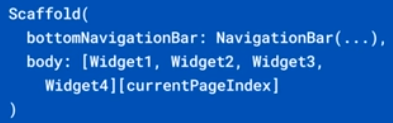 Scaffold(
  bottomNavigationBar: NavigationBar(...),
  body: [Widget1, Widget2, Widget3,
    Widget4][currentPageIndex]
)